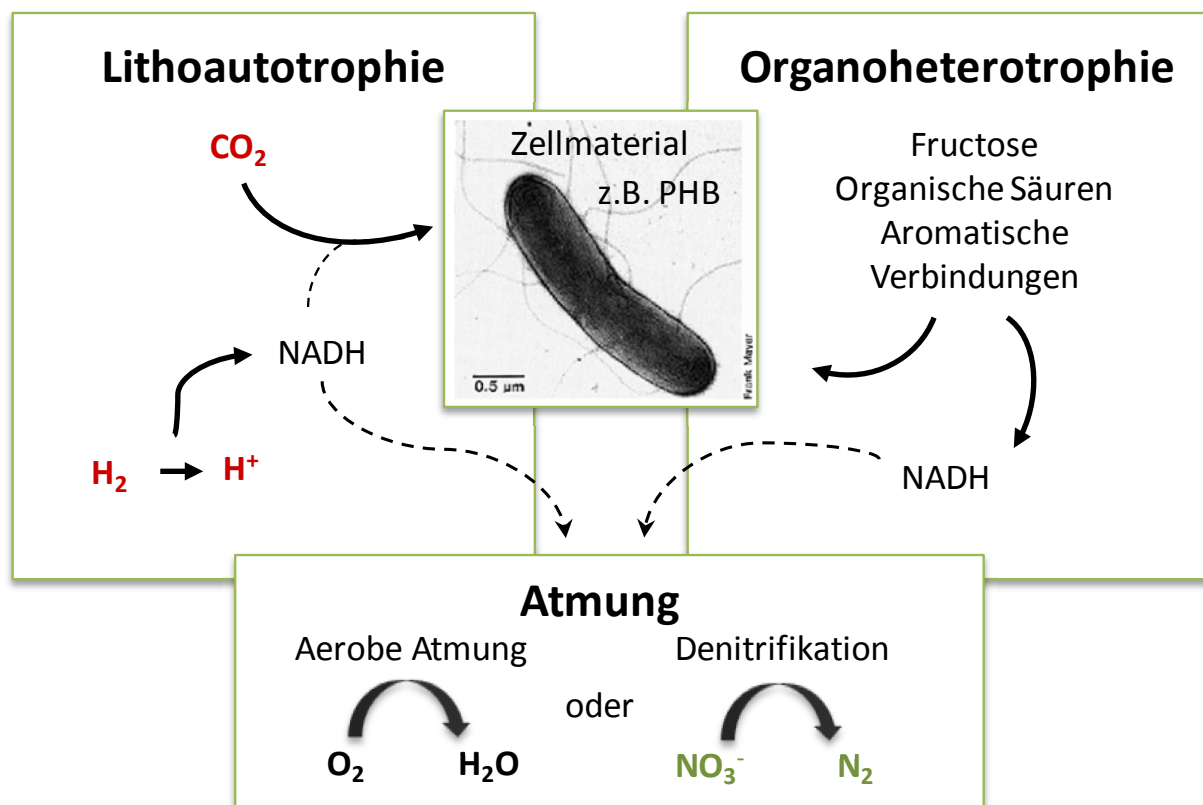 Lithoautotrophie
CO₂
NADH
H₂ → H⁺
Zellmaterial
z.B. PHB
0.5 µm
Frank Mayer
Organoheterotrophie
Fructose
Organische Säuren
Aromatische
Verbindungen
NADH
Atmung
Aerobe Atmung
O₂ H₂O
oder
Denitrifikation
NO₃⁻ N₂